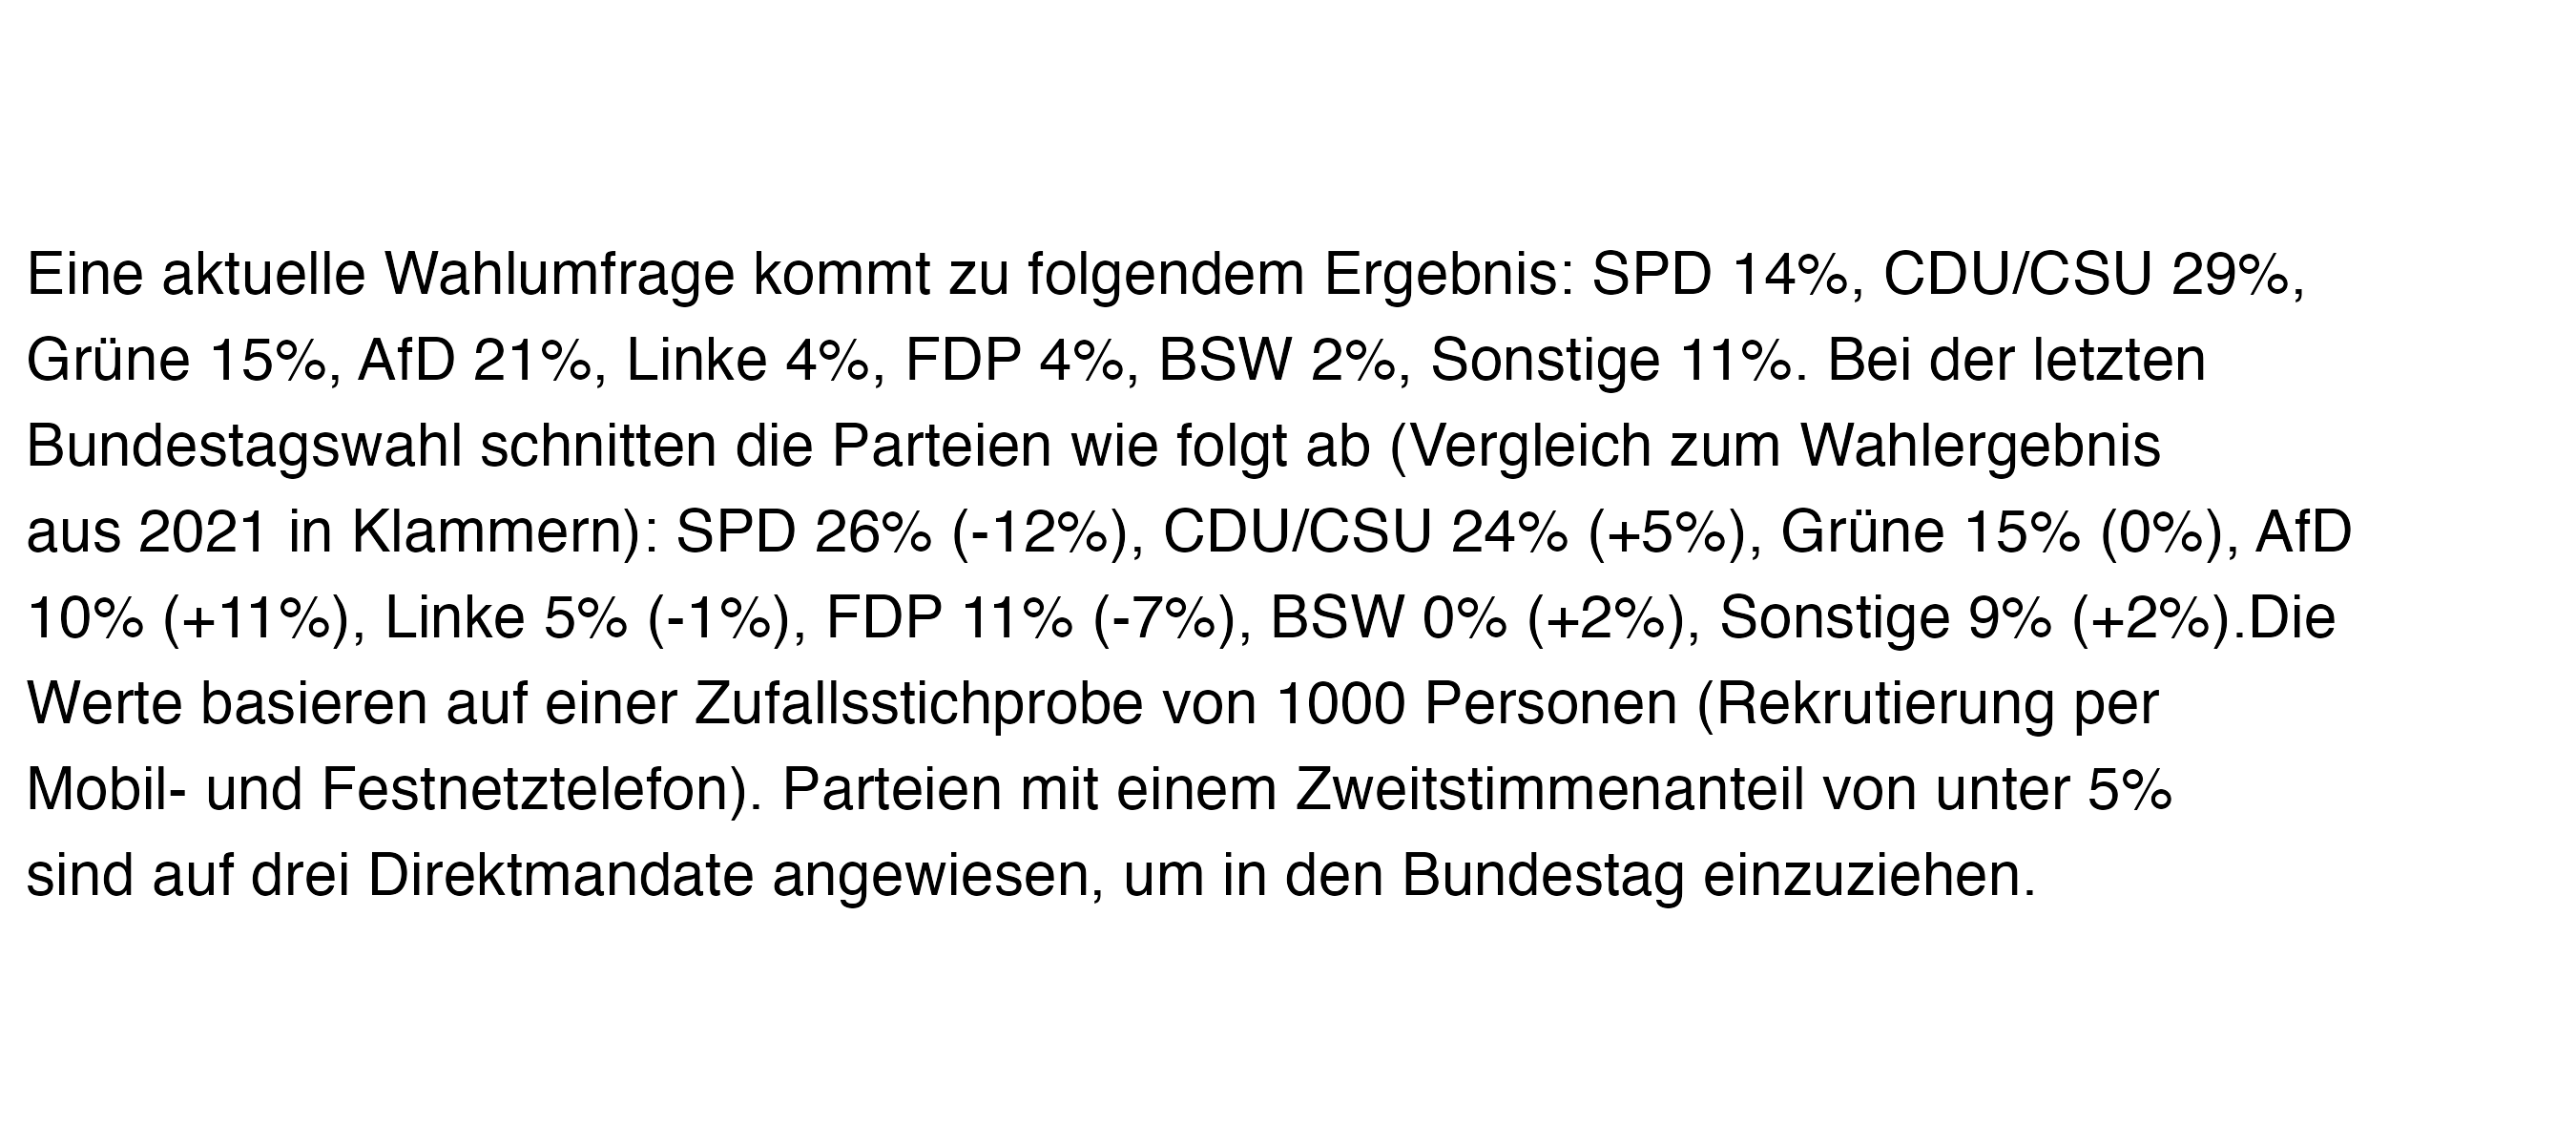 Eine aktuelle Wahlumfrage kommt zu folgendem Ergebnis: SPD 14%, CDU/CSU 29%,
Grüne 15%, AfD 21%, Linke 4%, FDP 4%, BSW 2%, Sonstige 11%. Bei der letzten
Bundestagswahl schnitten die Parteien wie folgt ab (Vergleich zum Wahlergebnis
aus 2021 in Klammern): SPD 26% (-12%), CDU/CSU 24% (+5%), Grüne 15% (0%), AfD
10% (+11%), Linke 5% (-1%), FDP 11% (-7%), BSW 0% (+2%), Sonstige 9% (+2%).Die
Werte basieren auf einer Zufallsstichprobe von 1000 Personen (Rekrutierung per
Mobil- und Festnetztelefon). Parteien mit einem Zweitstimmenanteil von unter 5%
sind auf drei Direktmandate angewiesen, um in den Bundestag einzuziehen.